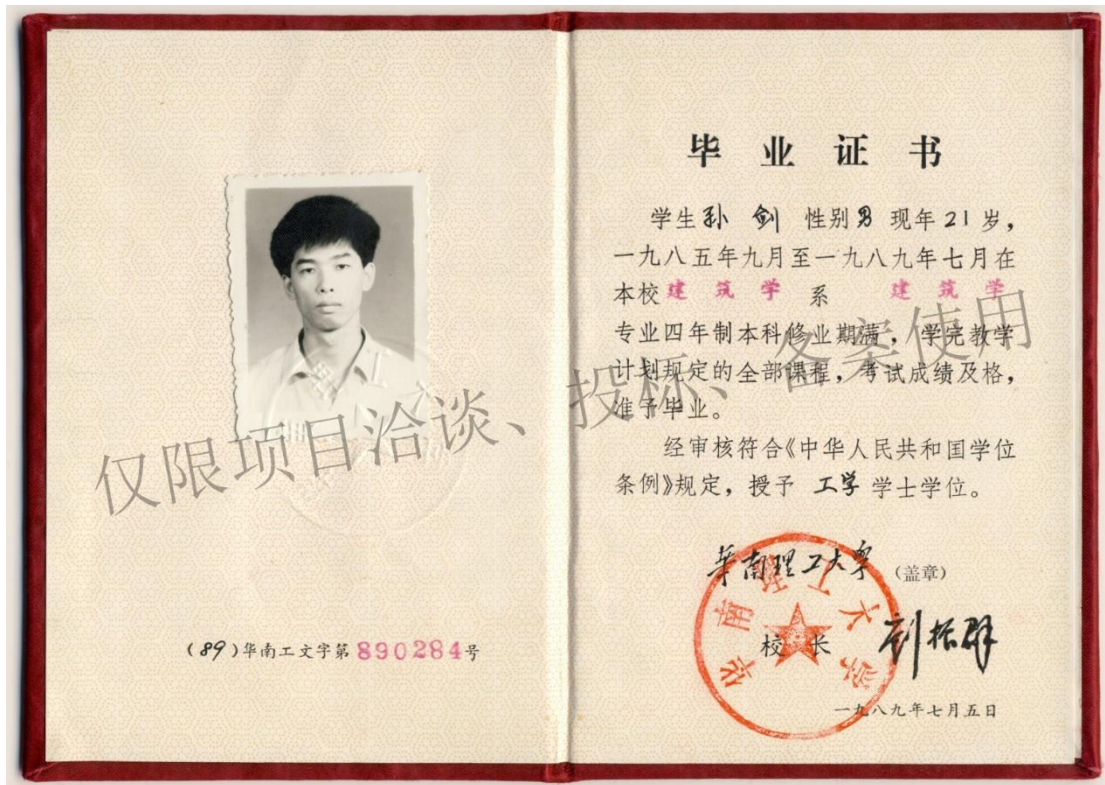 (89)华南工文字第890284号
毕业证书
学生孙剑 性别男 现年21岁,
一九八五年九月至一九八九年七月在
本校建筑学系 建筑学
专业四年制本科修业期满,学完教学
计划规定的全部课程,考试成绩及格,
准予毕业。
经审核符合《中华人民共和国学位
条例》规定,授予 工学 学士学位。
华南理工大学 (盖章)
校长 刘振群
一九八九年七月五日
华南理工大学
仅限项目洽谈、投标、备案使用